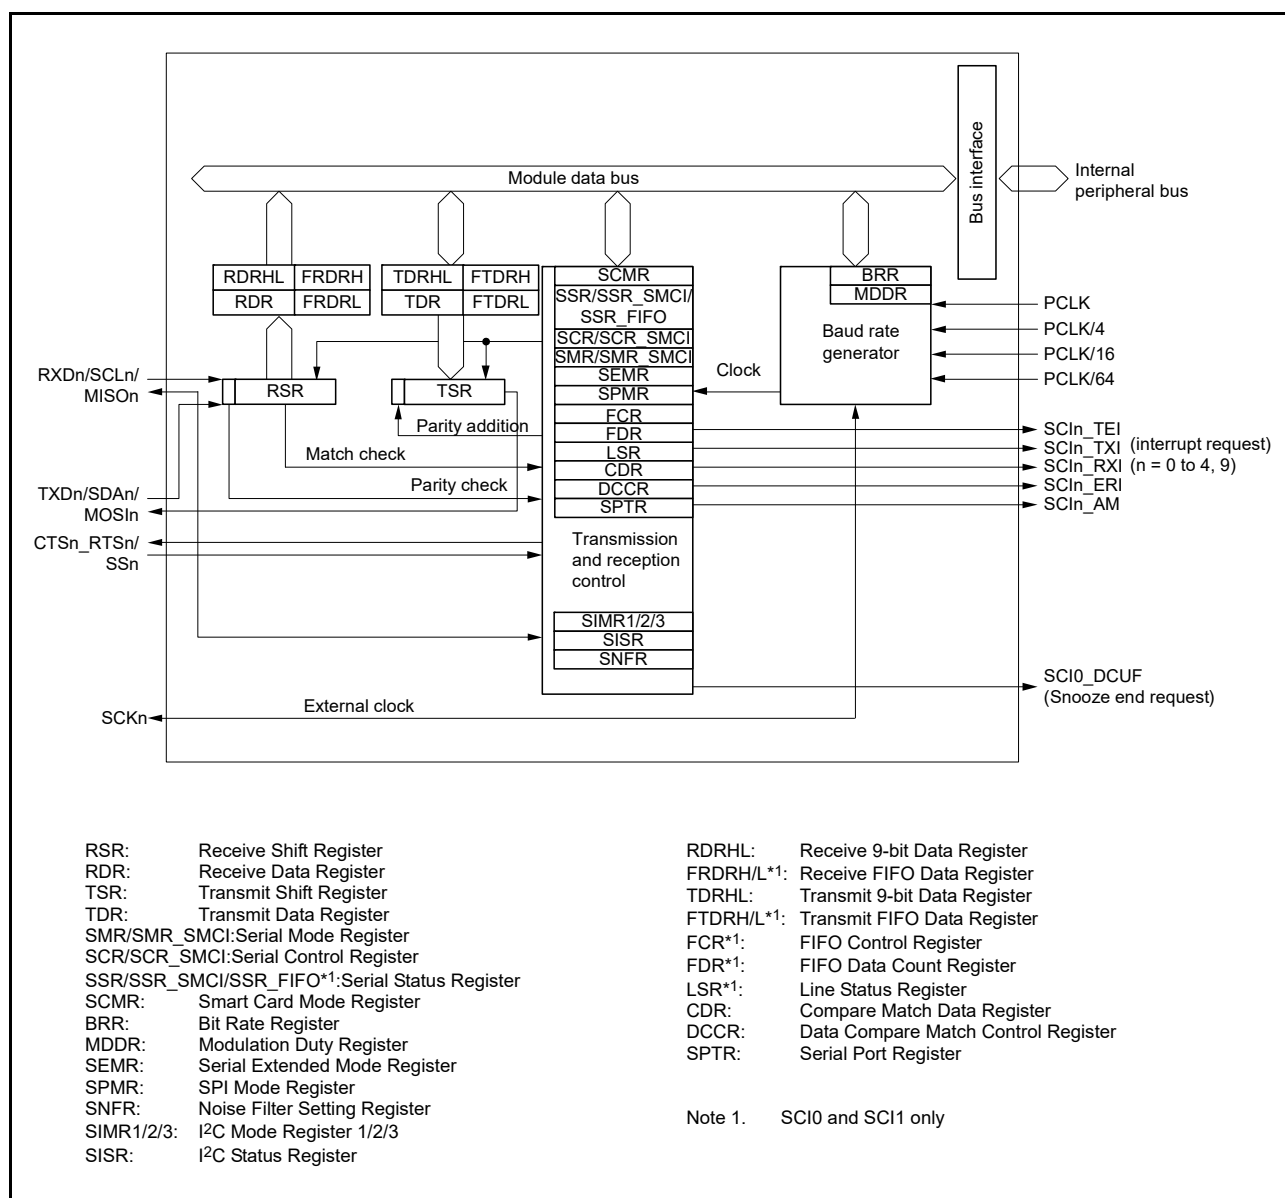 Module data bus
Bus interface
Internal
peripheral bus
RDRHL FRDRH
RDR FRDRL
TDRHL FTDRH
TDR FTDRL
SCMR
SSR/SSR_SMCI/
SSR_FIFO
SCR/SCR_SMCI
SMR/SMR_SMCI
SEMR
SPMR
FCR
FDR
LSR
CDR
DCCR
SPTR
Transmission
and reception
control
SIMR1/2/3
SISR
SNFR
BRR
MDDR
Baud rate
generator
Clock
PCLK
PCLK/4
PCLK/16
PCLK/64
RXDn/SCLn/
MISOn
RSR
TSR
Parity addition
Match check
Parity check
TXDn/SDAn/
MOSIn
CTSn_RTSn/
SSn
SCIn_TEI
SCIn_TXI (interrupt request)
SCIn_RXI (n = 0 to 4, 9)
SCIn_ERI
SCIn_AM
SCI0_DCUF
(Snooze end request)
External clock
SCKn
RSR: Receive Shift Register
RDR: Receive Data Register
TSR: Transmit Shift Register
TDR: Transmit Data Register
SMR/SMR_SMCI:Serial Mode Register
SCR/SCR_SMCI:Serial Control Register
SSR/SSR_SMCI/SSR_FIFO*1:Serial Status Register
SCMR: Smart Card Mode Register
BRR: Bit Rate Register
MDDR: Modulation Duty Register
SEMR: Serial Extended Mode Register
SPMR: SPI Mode Register
SNFR: Noise Filter Setting Register
SIMR1/2/3: I2C Mode Register 1/2/3
SISR: I2C Status Register
RDRHL: Receive 9-bit Data Register
FRDRH/L*1: Receive FIFO Data Register
TDRHL: Transmit 9-bit Data Register
FTDRH/L*1: Transmit FIFO Data Register
FCR*1: FIFO Control Register
FDR*1: FIFO Data Count Register
LSR*1: Line Status Register
CDR: Compare Match Data Register
DCCR: Data Compare Match Control Register
SPTR: Serial Port Register
Note 1. SCI0 and SCI1 only